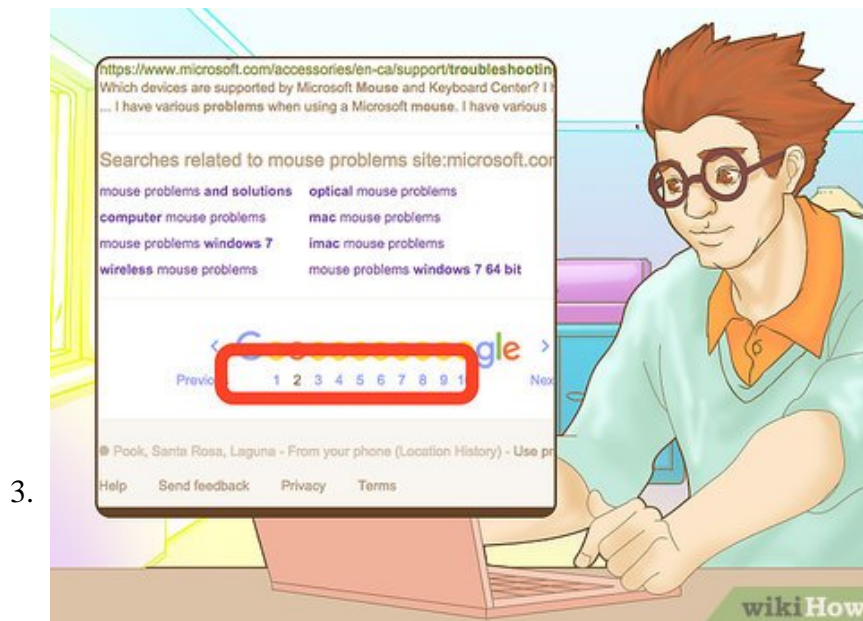 https://www.microsoft.com/accessories/en-ca/support/troubleshooting
Which devices are supported by Microsoft Mouse and Keyboard Center? I
... I have various problems when using a Microsoft mouse. I have various
Searches related to mouse problems site:microsoft.com
mouse problems and solutions optical mouse problems
computer mouse problems mac mouse problems
mouse problems windows 7 imac mouse problems
wireless mouse problems mouse problems windows 7 64 bit
< G gle >
Previous 1 2 3 4 5 6 7 8 9 1 Nex
Pook, Santa Rosa, Laguna - From your phone (Location History) - Use pr
3.
Help Send feedback Privacy Terms
wikiHow